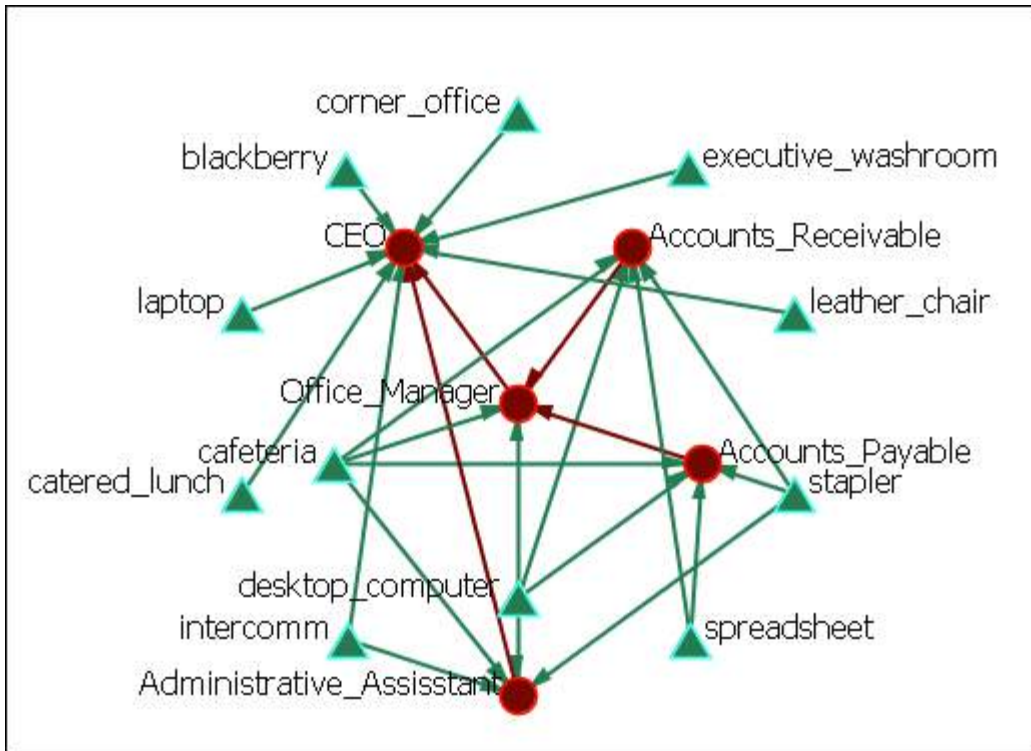 corner_office
blackberry
executive_washroom
CEO
Accounts_Receivable
laptop
leather_chair
Office_Manager
cafeteria
Accounts_Payable
catered_lunch
stapler
desktop_computer
intercomm
spreadsheet
Administrative_Assisstant